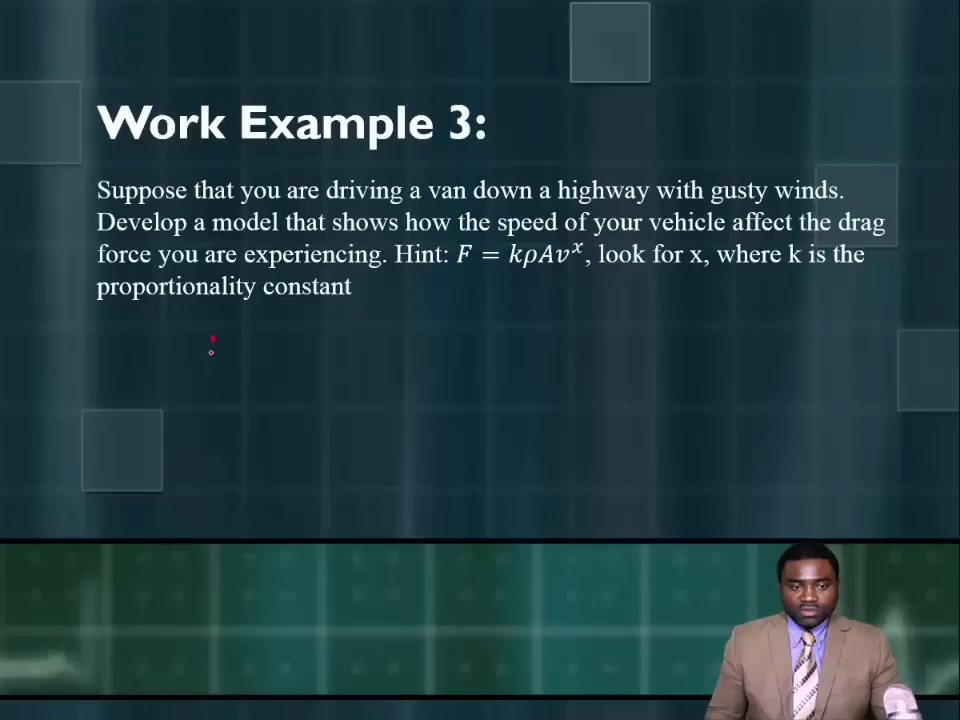 Work Example 3:
Suppose that you are driving a van down a highway with gusty winds.
Develop a model that shows how the speed of your vehicle affect the drag
force you are experiencing. Hint: F = kρAvˣ, look for x, where k is the
proportionality constant